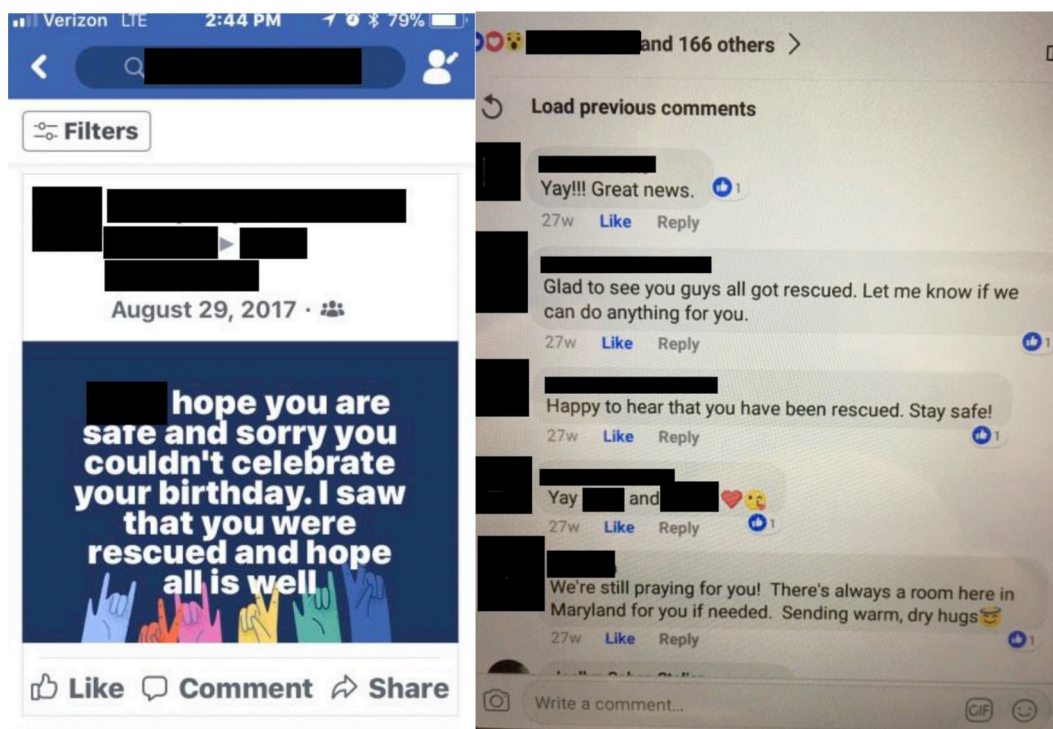 Verizon LTE 2:44 PM 79%
Filters
August 29, 2017 ·
hope you are
safe and sorry you
couldn't celebrate
your birthday. I saw
that you were
rescued and hope
all is well
Like Comment Share
and 166 others >
Load previous comments
Yay!!! Great news. 1
27w Like Reply
Glad to see you guys all got rescued. Let me know if we
can do anything for you.
1
27w Like Reply
Happy to hear that you have been rescued. Stay safe!
1
27w Like Reply
Yay and
1
27w Like Reply
We're still praying for you! There's always a room here in
Maryland for you if needed. Sending warm, dry hugs
27w Like Reply
1
Write a comment...
GIF